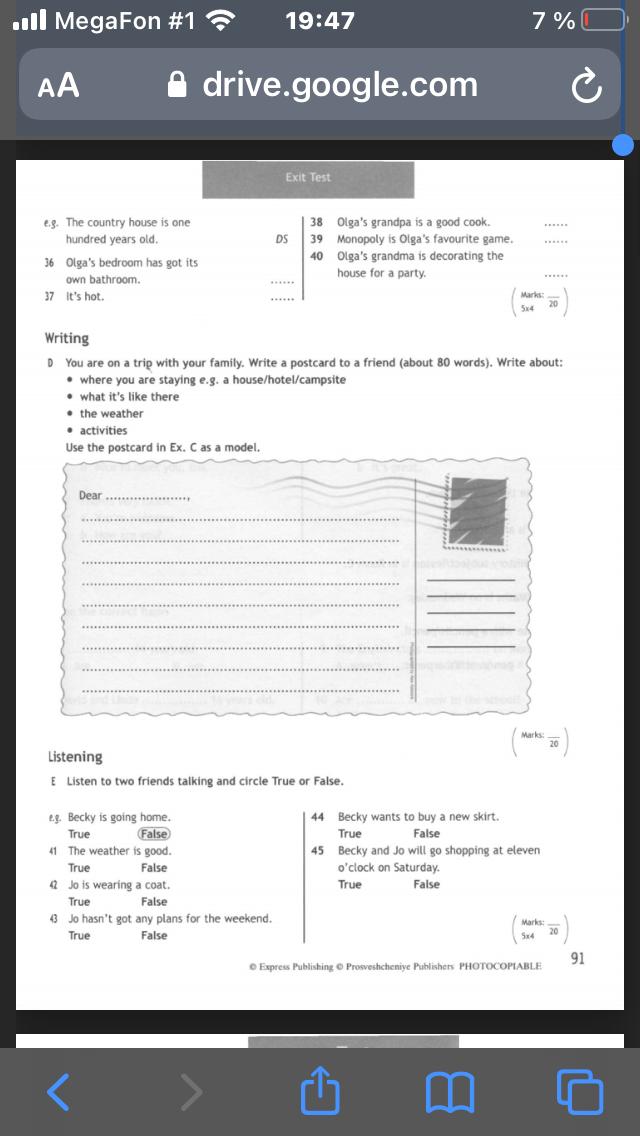 MegaFon #1 19:47 7 %
AA drive.google.com
Exit Test
e.g. The country house is one
hundred years old. DS
36 Olga's bedroom has got its
own bathroom. ......
37 It's hot. ......
38 Olga's grandpa is a good cook. ......
39 Monopoly is Olga's favourite game. ......
40 Olga's grandma is decorating the
house for a party. ......
Marks: __
5x4 20
Writing
D You are on a trip with your family. Write a postcard to a friend (about 80 words). Write about:
• where you are staying e.g. a house/hotel/campsite
• what it's like there
• the weather
• activities
Use the postcard in Ex. C as a model.
Dear ....................,
Marks: __
20
Listening
E Listen to two friends talking and circle True or False.
e.g. Becky is going home.
True False
41 The weather is good.
True False
42 Jo is wearing a coat.
True False
43 Jo hasn't got any plans for the weekend.
True False
44 Becky wants to buy a new skirt.
True False
45 Becky and Jo will go shopping at eleven
o'clock on Saturday.
True False
Marks: __
5x4 20
© Express Publishing © Prosveshcheniye Publishers PHOTOCOPIABLE 91